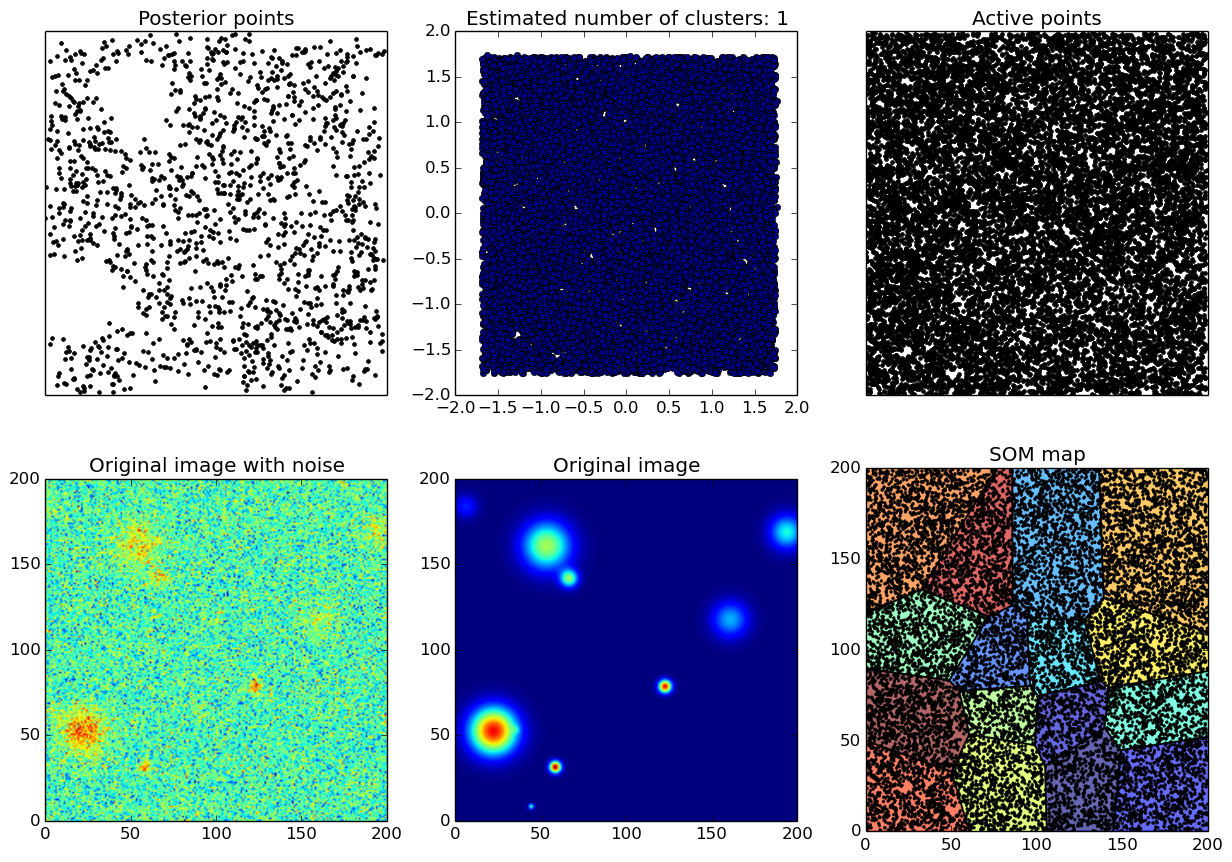 Posterior points
Estimated number of clusters: 1
Active points
2.0
1.5
1.0
0.5
0.0
−0.5
−1.0
−1.5
−2.0
−2.0 −1.5 −1.0 −0.5 0.0 0.5 1.0 1.5 2.0
Original image with noise
Original image
SOM map
200
150
100
50
0
0 50 100 150 200
200
150
100
50
0
0 50 100 150 200
200
150
100
50
0
0 50 100 150 200